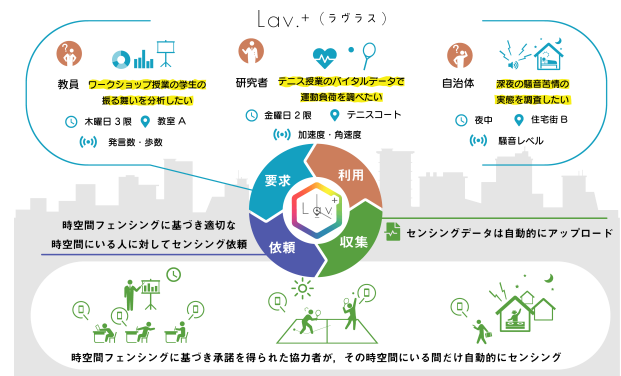 Lav.+（ラヴラス）
教員
ワークショップ授業の学生の
振る舞いを分析したい
木曜日３限
教室 A
発言数・歩数
研究者
テニス授業のバイタルデータで
運動負荷を調べたい
金曜日２限
テニスコート
加速度・角速度
自治体
深夜の騒音苦情の
実態を調査したい
夜中
住宅街 B
騒音レベル
要求
利用
依頼
収集
Lav+
時空間フェンシングに基づき適切な
時空間にいる人に対してセンシング依頼
センシングデータは自動的にアップロード
時空間フェンシングに基づき承諾を得られた協力者が，その時空間にいる間だけ自動的にセンシング